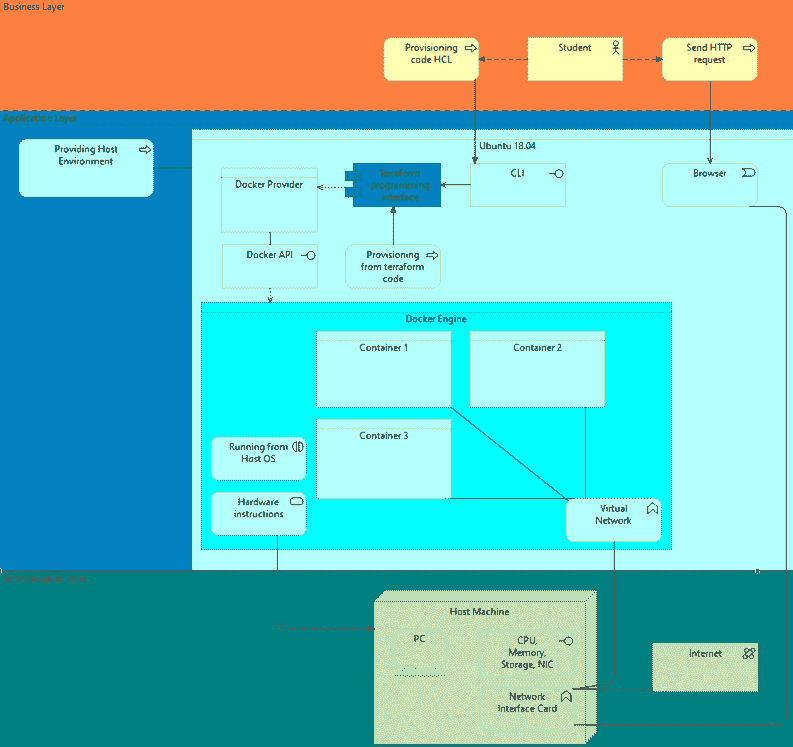 Business Layer
Provisioning
code HCL
Student
Send HTTP
request
Application Layer
Providing Host
Environment
Ubuntu 18.04
Docker Provider
Terraform
programming
interface
CLI
Browser
Docker API
Provisioning
from terraform
code
Docker Engine
Container 1
Container 2
Container 3
Running from
Host OS
Hardware
instructions
Virtual
Network
Host Machine
PC
CPU,
Memory,
Storage, NIC
Internet
Network
Interface Card